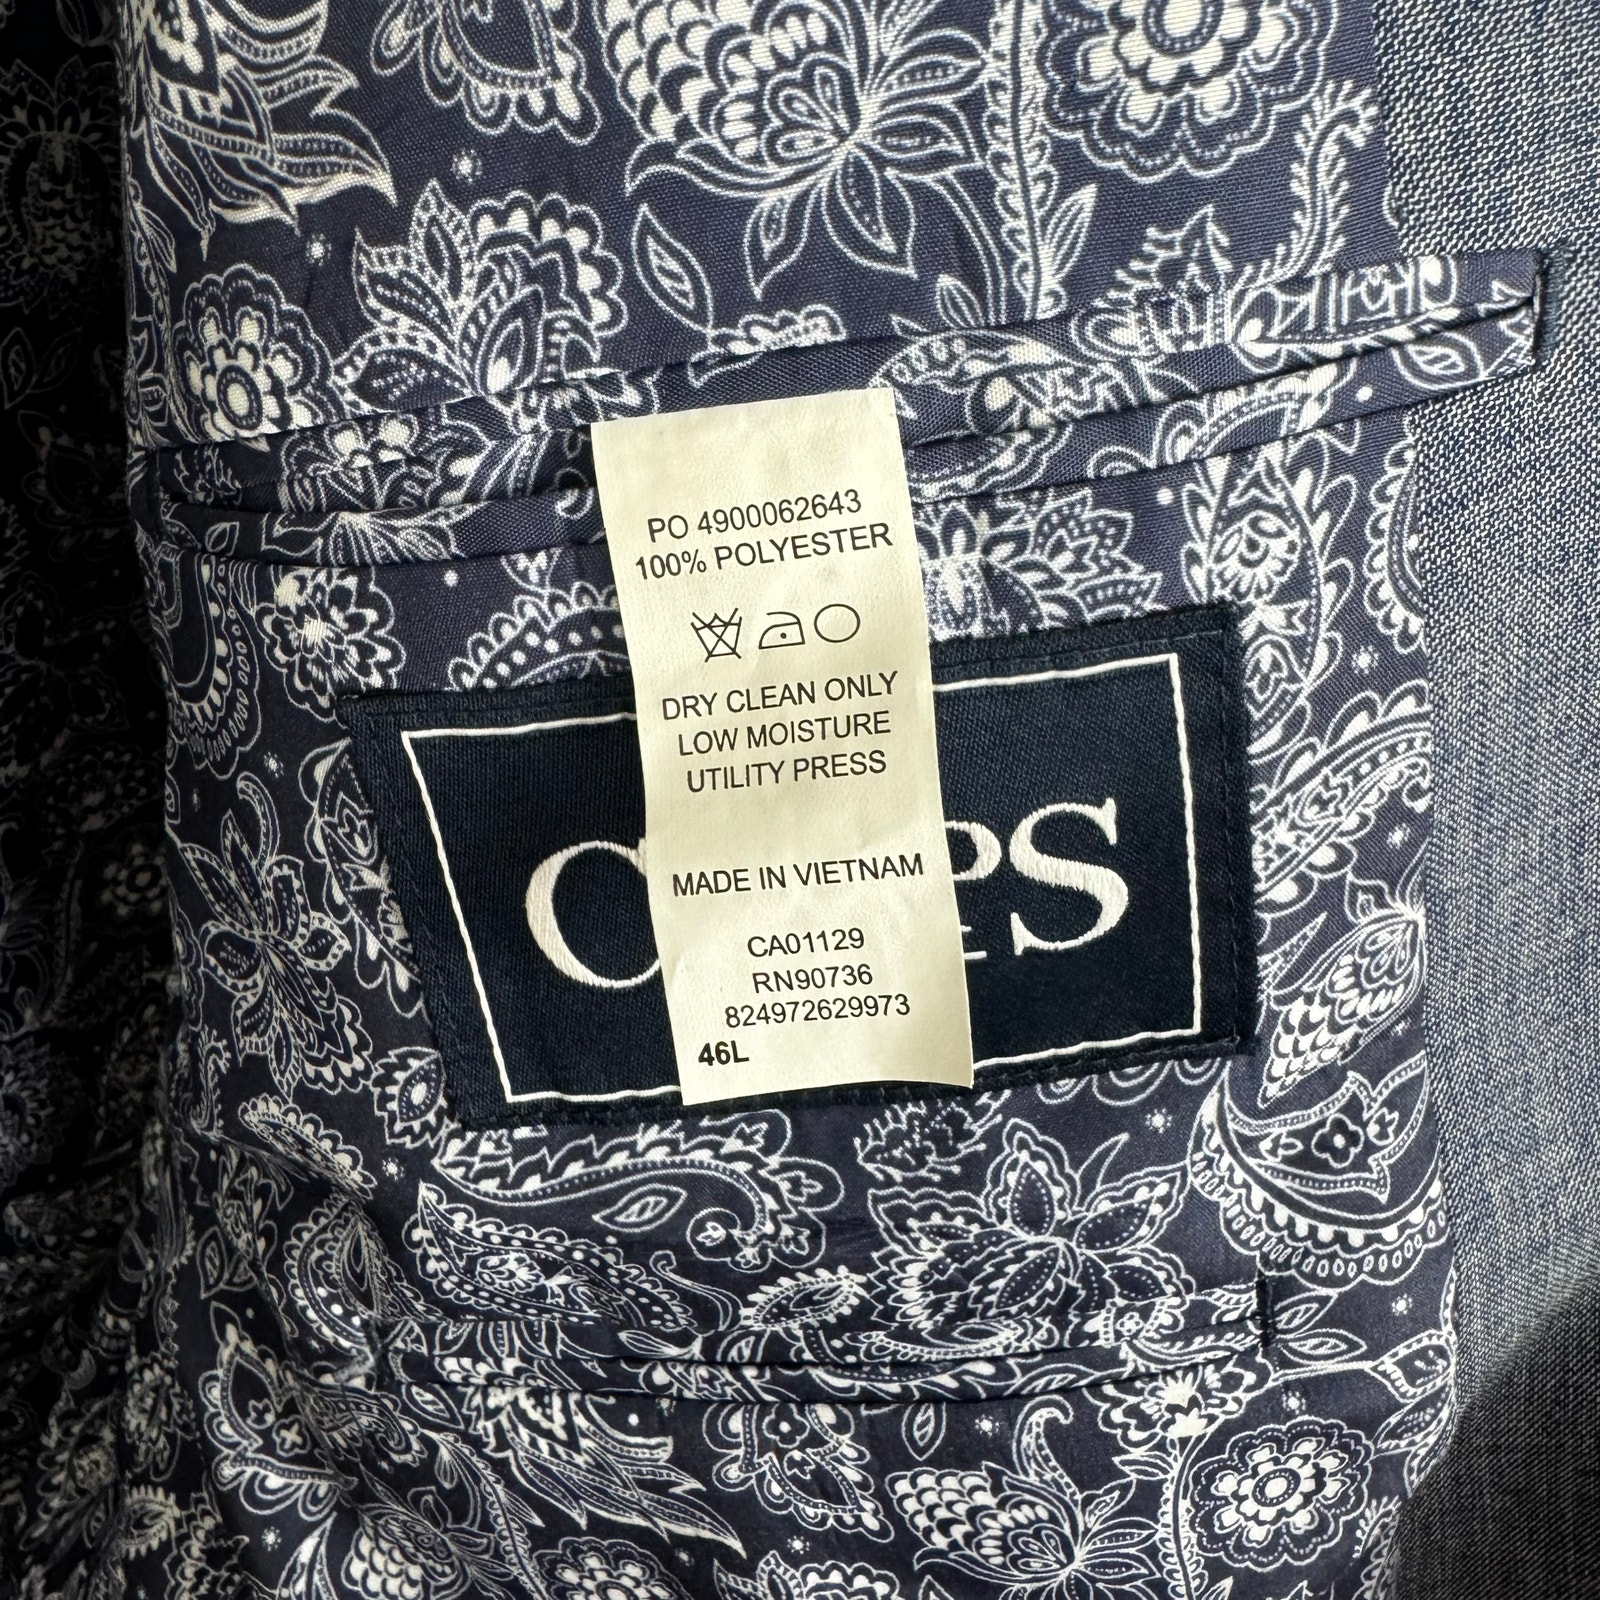 PO 4900062643
100% POLYESTER
DRY CLEAN ONLY
LOW MOISTURE
UTILITY PRESS
MADE IN VIETNAM
CA01129
RN90736
824972629973
46L